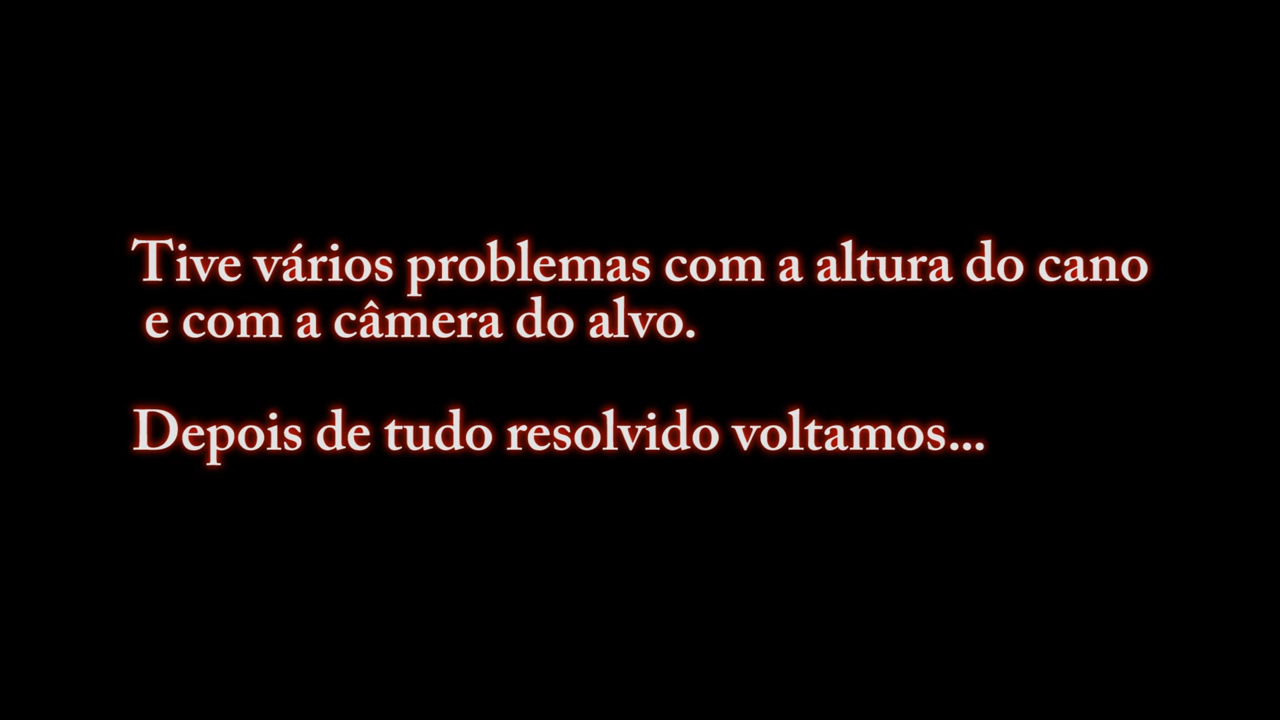 Tive vários problemas com a altura do cano
e com a câmera do alvo.
Depois de tudo resolvido voltamos...